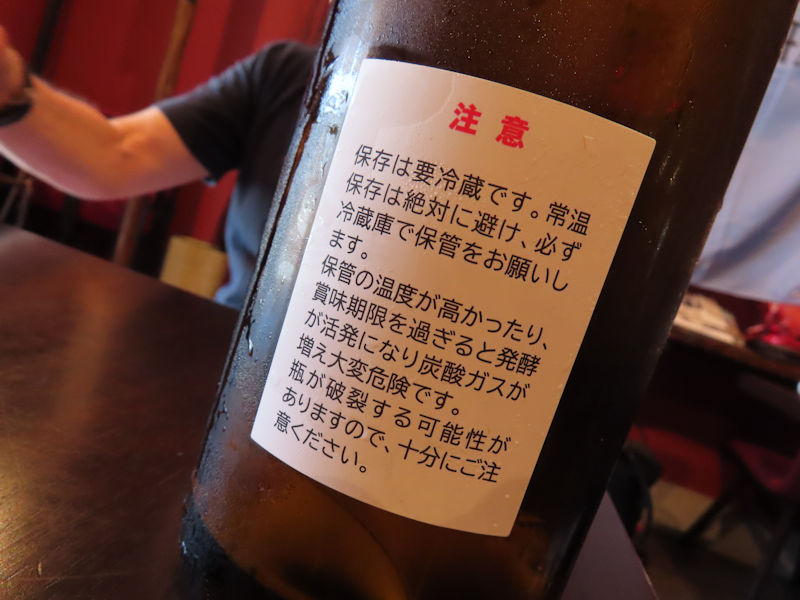 注意
保存は要冷蔵です。常温
保存は絶対に避け、必ず
冷蔵庫で保管をお願いし
ます。
保管の温度が高かったり、
賞味期限を過ぎると発酵
が活発になり炭酸ガスが
増え大変危険です。
瓶が破裂する可能性が
ありますので、十分にご注
意ください。